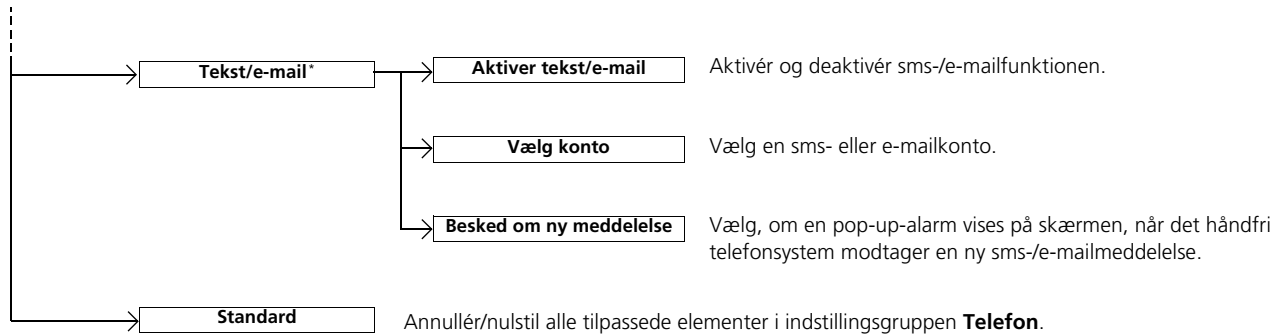 Tekst/e-mail*
Aktiver tekst/e-mail
Aktivér og deaktivér sms-/e-mailfunktionen.
Vælg konto
Vælg en sms- eller e-mailkonto.
Besked om ny meddelelse
Vælg, om en pop-up-alarm vises på skærmen, når det håndfri
telefonsystem modtager en ny sms-/e-mailmeddelelse.
Standard
Annullér/nulstil alle tilpassede elementer i indstillingsgruppen Telefon.